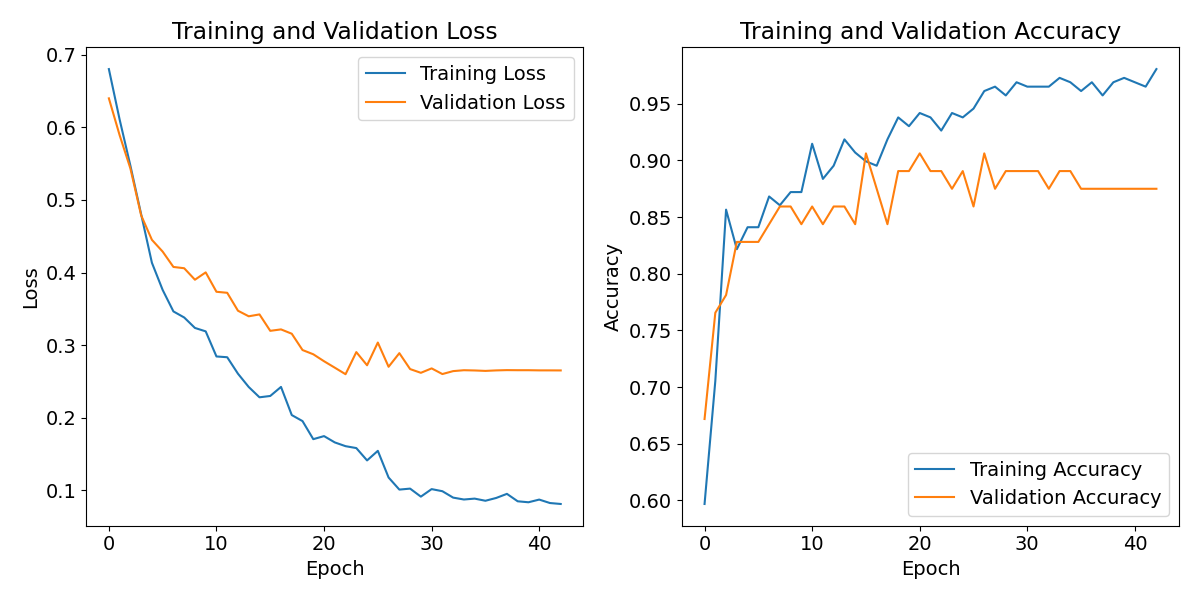 Training and Validation Loss
0.7
0.6
0.5
0.4
0.3
0.2
0.1
Loss
0
10
20
30
40
Epoch
Training Loss
Validation Loss
Training and Validation Accuracy
0.95
0.90
0.85
0.80
0.75
0.70
0.65
0.60
Accuracy
0
10
20
30
40
Epoch
Training Accuracy
Validation Accuracy